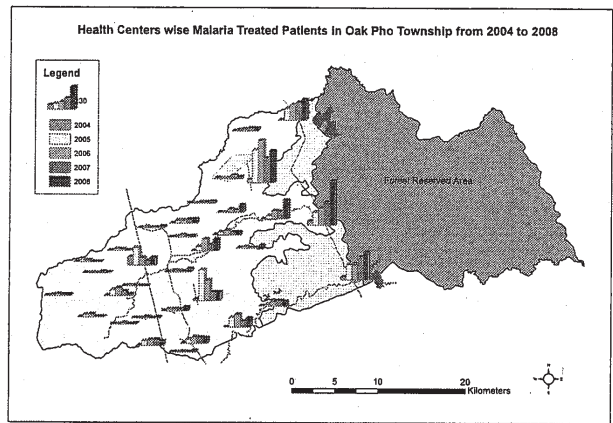 Health Centers wise Malaria Treated Patients in Oak Pho Township from 2004 to 2008
Legend
30
2004
2005
2006
2007
2008
Forest Reserved Area
0 5 10 20
Kilometers